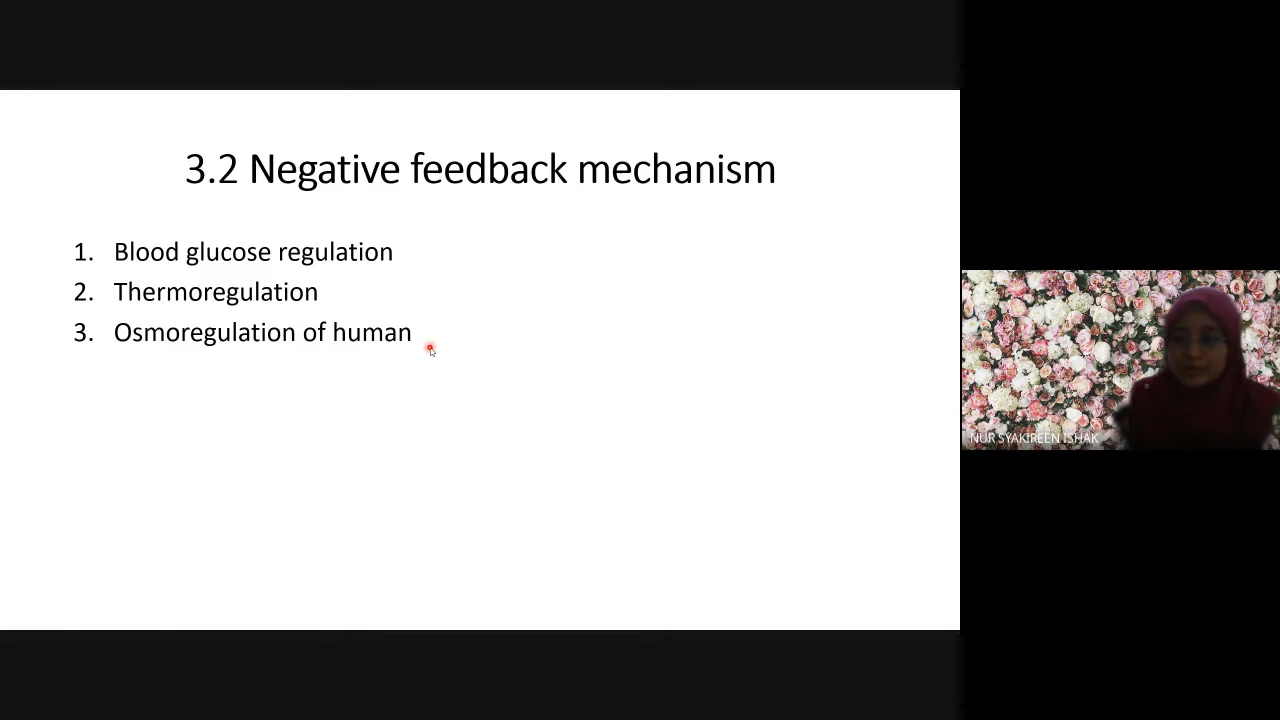 3.2 Negative feedback mechanism
1. Blood glucose regulation
2. Thermoregulation
3. Osmoregulation of human
NUR SYAKIREEN ISHAK